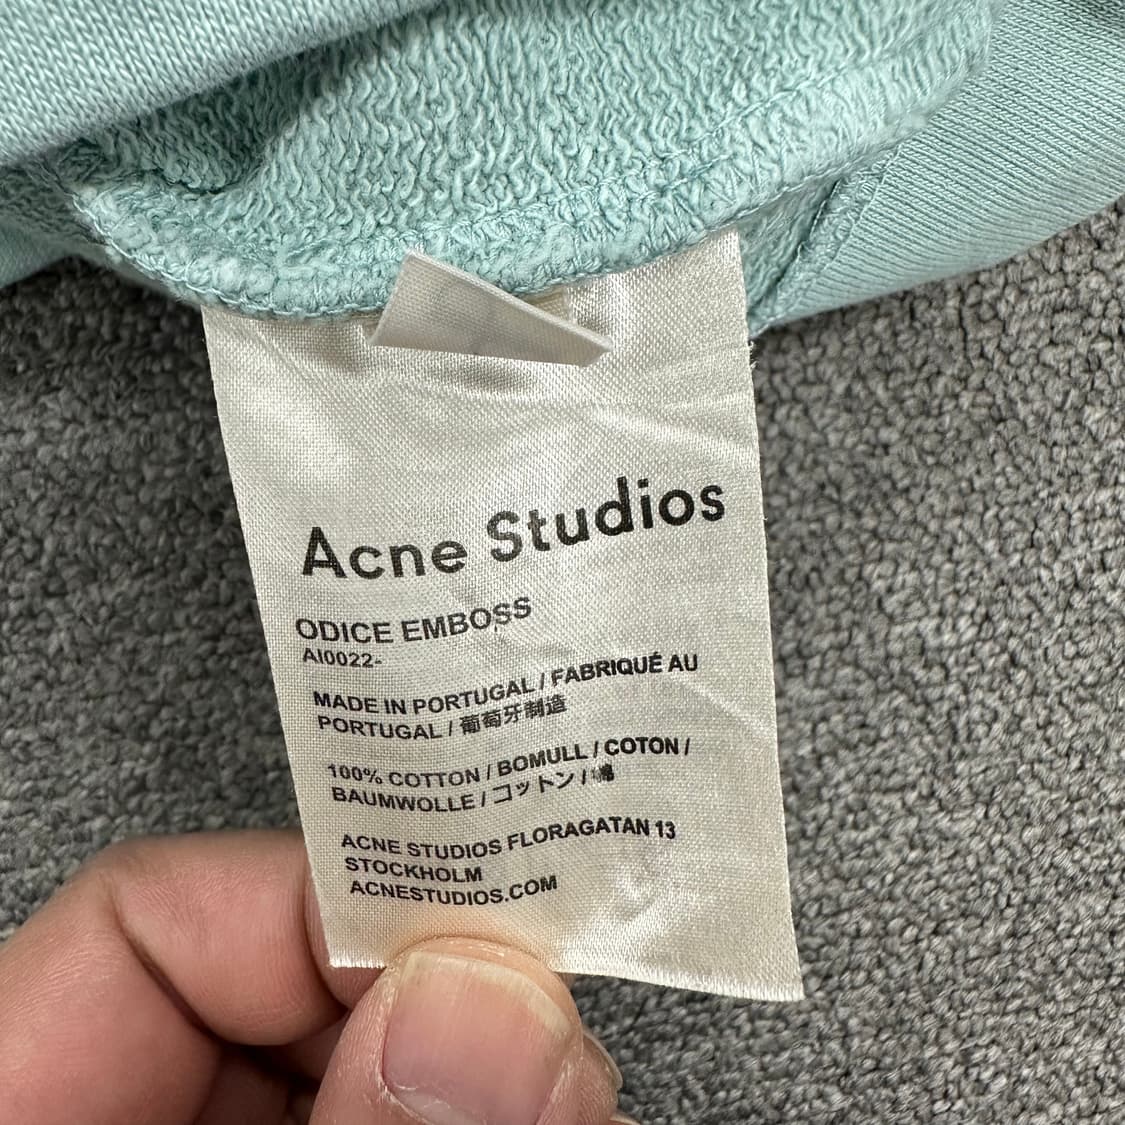 Acne Studios
ODICE EMBOSS
AI0022-
MADE IN PORTUGAL / FABRIQUÉ AU
PORTUGAL / 葡萄牙制造
100% COTTON / BOMULL / COTON /
BAUMWOLLE / コットン / 棉
ACNE STUDIOS FLORAGATAN 13
STOCKHOLM
ACNESTUDIOS.COM